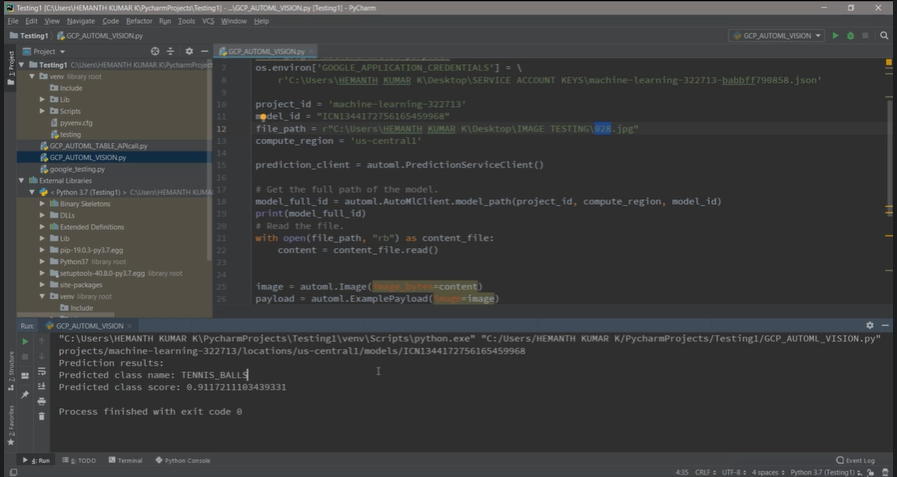 Testing1 [C:\Users\HEMANTH KUMAR K\PycharmProjects\Testing1] - ...\GCP_AUTOML_VISION.py [Testing1] - PyCharm
File Edit View Navigate Code Refactor Run Tools VCS Window Help
Testing1 GCP_AUTOML_VISION.py
GCP_AUTOML_VISION
Project
GCP_AUTOML_VISION.py
1: Project
Testing1 C:\Users\HEMANTH KUMAR K\PycharmProjects
venv library root
Include
Lib
Scripts
pyvenv.cfg
testing
GCP_AUTOML_TABLE_APIcall.py
GCP_AUTOML_VISION.py
google_testing.py
External Libraries
< Python 3.7 (Testing1) > C:\Users\HEMANTH KUMAR
Binary Skeletons
DLLs
Extended Definitions
Lib
pip-19.0.3-py3.7.egg
Python37
setuptools-40.8.0-py3.7.egg library root
site-packages
venv library root
Include
7 os.environ['GOOGLE_APPLICATION_CREDENTIALS'] = \
8 r'C:\Users\HEMANTH KUMAR K\Desktop\SERVICE ACCOUNT KEYS\machine-learning-322713-babbff790858.json'
9
10 project_id = 'machine-learning-322713'
11 model_id = "ICN1344172756165459968"
12 file_path = r"C:\Users\HEMANTH KUMAR K\Desktop\IMAGE TESTING\028.jpg"
13 compute_region = 'us-central1'
14
15 prediction_client = automl.PredictionServiceClient()
16
17 # Get the full path of the model.
18 model_full_id = automl.AutoMlClient.model_path(project_id, compute_region, model_id)
19 print(model_full_id)
20 # Read the file.
21 with open(file_path, "rb") as content_file:
22 content = content_file.read()
23
24
25 image = automl.Image(image_bytes=content)
26 payload = automl.ExamplePayload(image=image)
Run: GCP_AUTOML_VISION
"C:\Users\HEMANTH KUMAR K\PycharmProjects\Testing1\venv\Scripts\python.exe" "C:/Users/HEMANTH KUMAR K/PycharmProjects/Testing1/GCP_AUTOML_VISION.py"
projects/machine-learning-322713/locations/us-central1/models/ICN1344172756165459968
Prediction results:
Predicted class name: TENNIS_BALLS
Predicted class score: 0.9117211103439331
Process finished with exit code 0
Z: Structure
2: Favorites
4: Run 6: TODO Terminal Python Console Event Log
4:35 CRLF UTF-8 4 spaces Python 3.7 (Testing1)